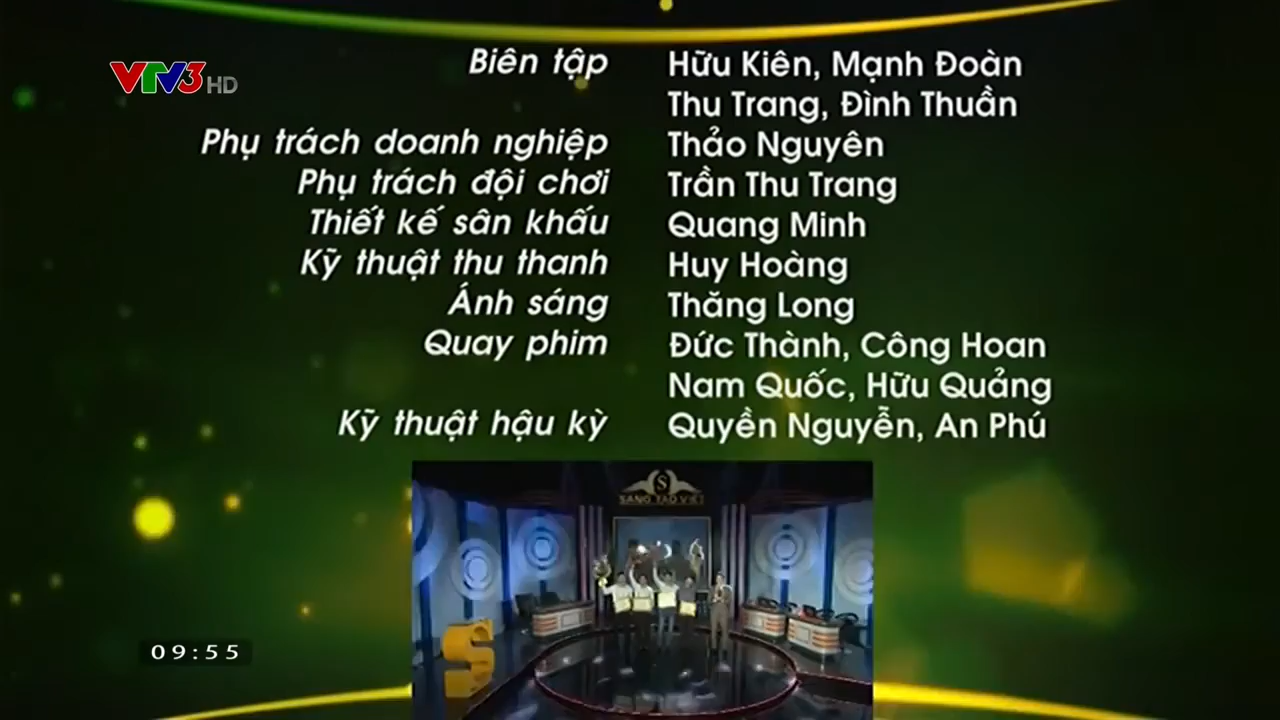 VTV3 HD
Biên tập Hữu Kiên, Mạnh Đoàn
Thu Trang, Đình Thuần
Phụ trách doanh nghiệp Thảo Nguyên
Phụ trách đội chơi Trần Thu Trang
Thiết kế sân khấu Quang Minh
Kỹ thuật thu thanh Huy Hoàng
Ánh sáng Thăng Long
Quay phim Đức Thành, Công Hoan
Nam Quốc, Hữu Quảng
Kỹ thuật hậu kỳ Quyền Nguyễn, An Phú
S
SANG TAO VIET
S
09:55